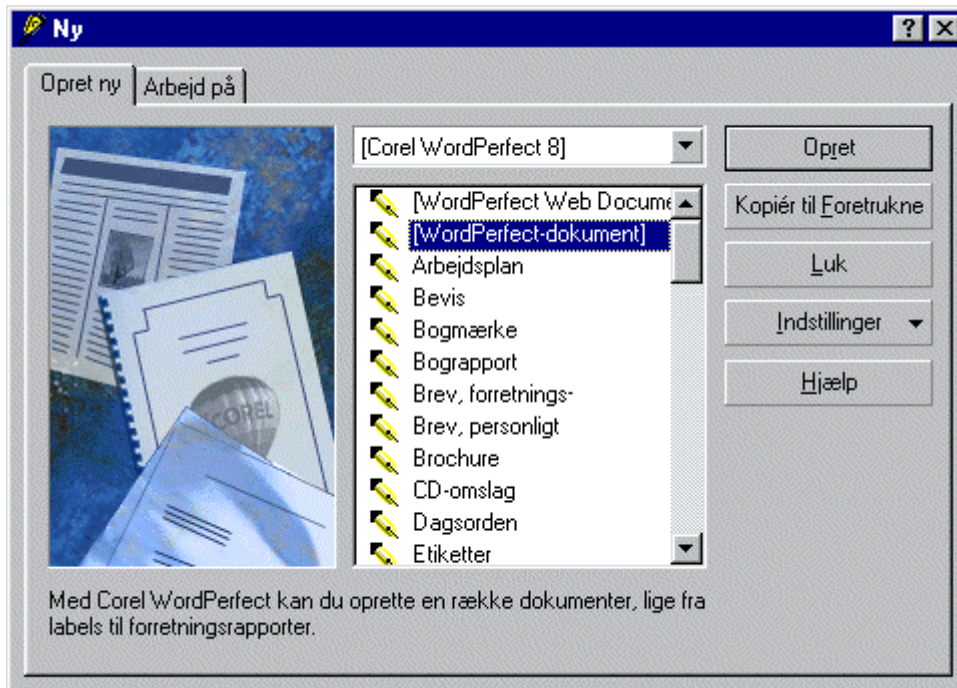 Ny
Opret ny
Arbejd på
[Corel WordPerfect 8]
[WordPerfect Web Docume
[WordPerfect-dokument]
Arbejdsplan
Bevis
Bogmærke
Bograpport
Brev, forretnings-
Brev, personligt
Brochure
CD-omslag
Dagsorden
Etiketter
Opret
Kopiér til Foretrukne
Luk
Indstillinger
Hjælp
COREL
Med Corel WordPerfect kan du oprette en række dokumenter, lige fra
labels til forretningsrapporter.